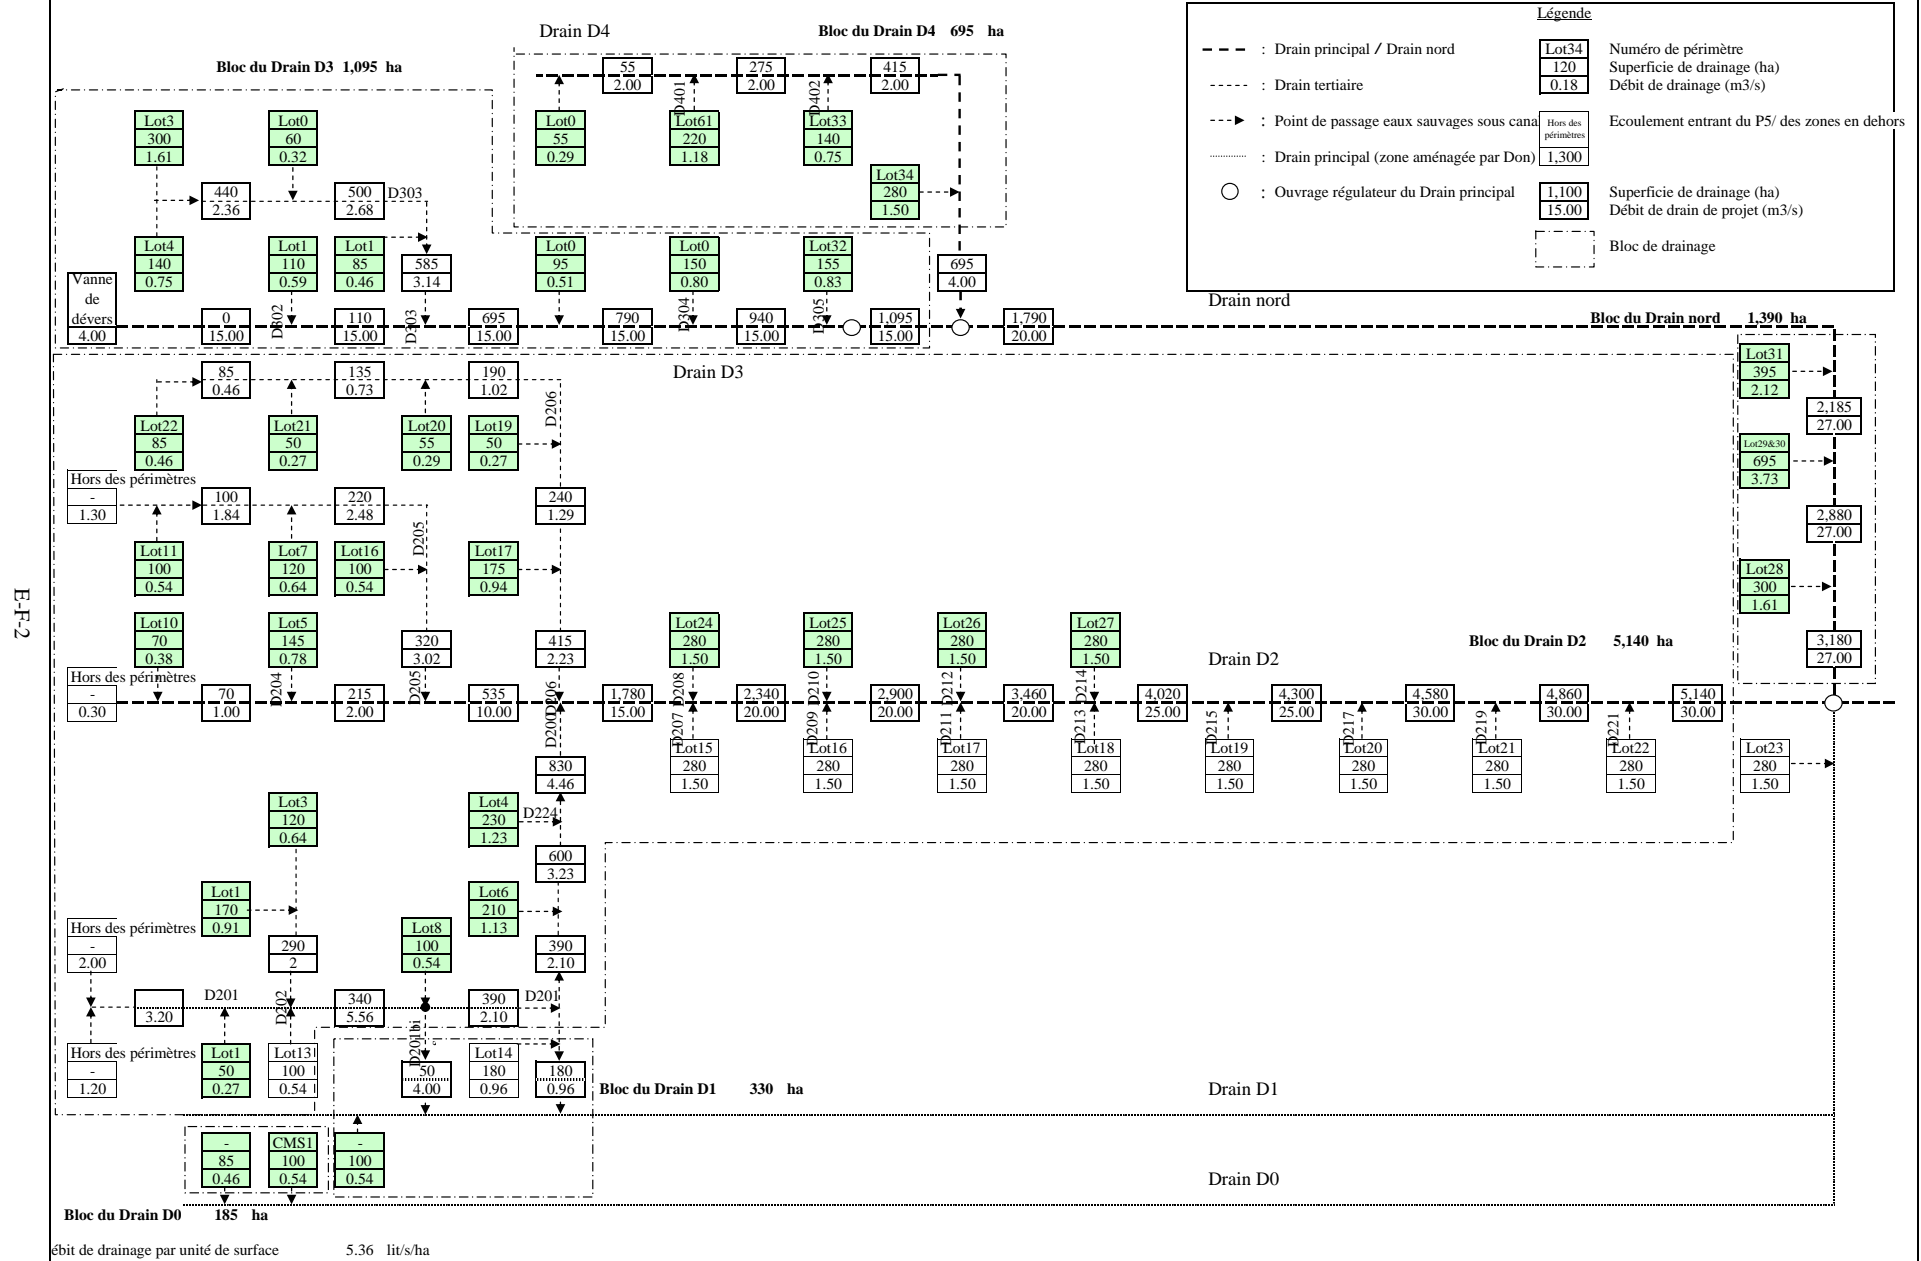 Légende
: Drain principal / Drain nord
: Drain tertiaire
: Point de passage eaux sauvages sous cana
: Drain principal (zone aménagée par Don)
: Ouvrage régulateur du Drain principal
Lot34
120
0.18
Numéro de périmètre
Superficie de drainage (ha)
Débit de drainage (m3/s)
Hors des
périmètres
1,300
Ecoulement entrant du P5/ des zones en dehors
1,100
15.00
Superficie de drainage (ha)
Débit de drain de projet (m3/s)
Bloc de drainage
Drain D4
Bloc du Drain D4 695 ha
55
2.00
275
2.00
415
2.00
D401
D402
Lot0
55
0.29
Lot61
220
1.18
Lot33
140
0.75
Lot34
280
1.50
695
4.00
Bloc du Drain D3 1,095 ha
Lot3
300
1.61
Lot0
60
0.32
440
2.36
500
2.68
D303
Lot4
140
0.75
Lot1
110
0.59
Lot1
85
0.46
585
3.14
Lot0
95
0.51
Lot0
150
0.80
Lot32
155
0.83
Vanne
de
dévers
4.00
0
15.00
D302
110
15.00
D303
695
15.00
790
15.00
D304
940
15.00
D305
1,095
15.00
1,790
20.00
Drain nord
Bloc du Drain nord 1,390 ha
Lot31
395
2.12
2,185
27.00
Lot29&30
695
3.73
2,880
27.00
Lot28
300
1.61
3,180
27.00
Drain D3
85
0.46
135
0.73
190
1.02
D206
Lot22
85
0.46
Lot21
50
0.27
Lot20
55
0.29
Lot19
50
0.27
Hors des périmètres
-
1.30
100
1.84
220
2.48
D205
240
1.29
Lot11
100
0.54
Lot7
120
0.64
Lot16
100
0.54
Lot17
175
0.94
Lot10
70
0.38
Lot5
145
0.78
320
3.02
415
2.23
Lot24
280
1.50
Lot25
280
1.50
Lot26
280
1.50
Lot27
280
1.50
Drain D2
Bloc du Drain D2 5,140 ha
Hors des périmètres
-
0.30
70
1.00
D204
215
2.00
D205
535
10.00
D206
D200
1,780
15.00
D208
D207
2,340
20.00
D210
D209
2,900
20.00
D212
D211
3,460
20.00
D214
D213
4,020
25.00
D215
4,300
25.00
D217
4,580
30.00
D219
4,860
30.00
D221
5,140
30.00
Lot15
280
1.50
Lot16
280
1.50
Lot17
280
1.50
Lot18
280
1.50
Lot19
280
1.50
Lot20
280
1.50
Lot21
280
1.50
Lot22
280
1.50
Lot23
280
1.50
830
4.46
Lot3
120
0.64
Lot4
230
1.23
D224
600
3.23
Lot1
170
0.91
Lot6
210
1.13
Hors des périmètres
-
2.00
290
2
Lot8
100
0.54
390
2.10
3.20
D201
D202
340
5.56
390
2.10
D201
D201bi
Hors des périmètres
-
1.20
Lot1
50
0.27
Lot13
100
0.54
50
4.00
Lot14
180
0.96
180
0.96
Bloc du Drain D1 330 ha
Drain D1
-
85
0.46
CMS1
100
0.54
-
100
0.54
Drain D0
Bloc du Drain D0 185 ha
ébit de drainage par unité de surface 5.36 lit/s/ha
E-F-2